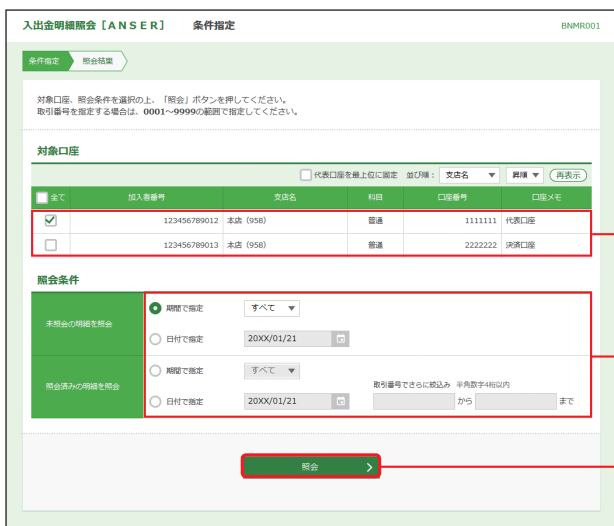 入出金明細照会［ＡＮＳＥＲ］ 条件指定 BNMR001
条件指定 照会結果
対象口座、照会条件を選択の上、「照会」ボタンを押してください。
取引番号を指定する場合は、0001～9999の範囲で指定してください。
対象口座
代表口座を最上位に固定 並び順： 支店名 ▼ 昇順 ▼ 再表示
全て 加入者番号 支店名 科目 口座番号 口座メモ
123456789012 本店（958） 普通 1111111 代表口座
123456789013 本店（958） 普通 2222222 決済口座
照会条件
未照会の明細を照会
期間で指定 すべて ▼
日付で指定 20XX/01/21
照会済みの明細を照会
期間で指定 すべて ▼
取引番号でさらに絞込み 半角数字4桁以内
日付で指定 20XX/01/21 から まで
照会